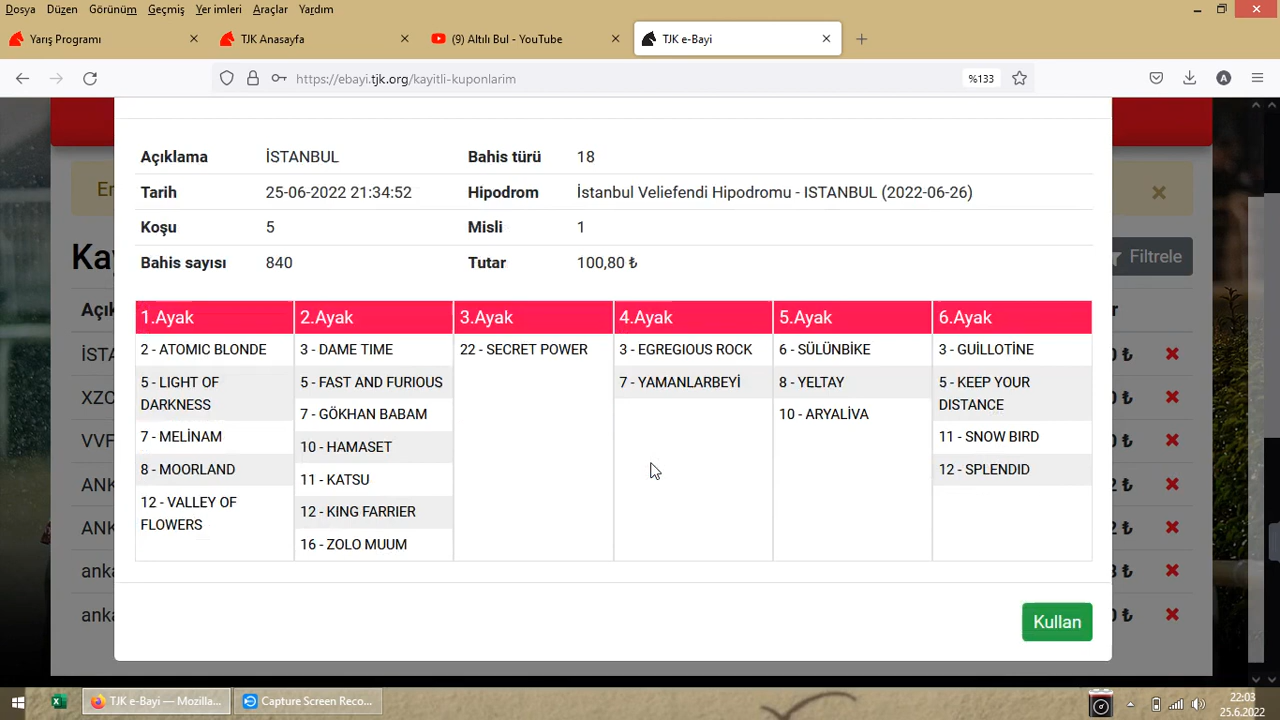 Dosya Düzen Görünüm Geçmiş Yer imleri Araçlar Yardım
Yarış Programı TJK Anasayfa (9) Altılı Bul - YouTube TJK e-Bayi
https://ebayi.tjk.org/kayitli-kuponlarim %133 A
Açıklama İSTANBUL Bahis türü 18
Tarih 25-06-2022 21:34:52 Hipodrom İstanbul Veliefendi Hipodromu - ISTANBUL (2022-06-26)
Koşu 5 Misli 1
Bahis sayısı 840 Tutar 100,80 ₺
Filtrele
1.Ayak 2.Ayak 3.Ayak 4.Ayak 5.Ayak 6.Ayak
2 - ATOMIC BLONDE 3 - DAME TIME 22 - SECRET POWER 3 - EGREGIOUS ROCK 6 - SÜLÜNBİKE 3 - GUİLLOTİNE
5 - LIGHT OF 5 - FAST AND FURIOUS 7 - YAMANLARBEYİ 8 - YELTAY 5 - KEEP YOUR
DARKNESS DISTANCE
7 - MELİNAM 7 - GÖKHAN BABAM 10 - ARYALİVA 11 - SNOW BIRD
8 - MOORLAND 10 - HAMASET 12 - SPLENDID
12 - VALLEY OF 11 - KATSU
FLOWERS 12 - KING FARRIER
16 - ZOLO MUUM
Kullan
TJK e-Bayi — Mozilla... Capture Screen Reco...
22:03
25.6.2022